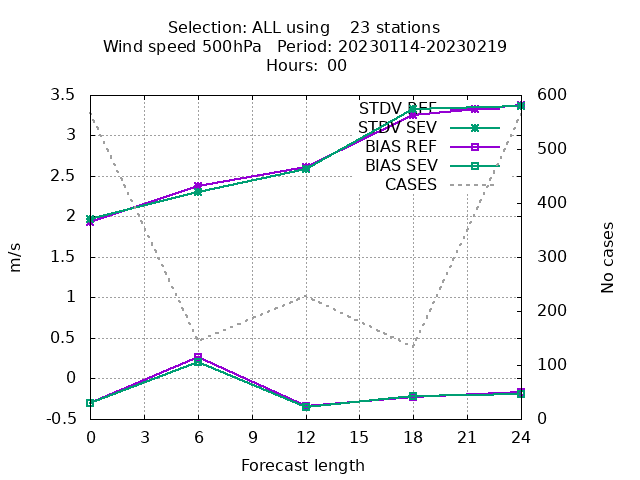 Selection: ALL using 23 stations
Wind speed 500hPa Period: 20230114-20230219
Hours: 00
3.5
3
2.5
2
1.5
1
0.5
0
-0.5
m/s
STDV REF
STDV SEV
BIAS REF
BIAS SEV
CASES
600
500
400
300
200
100
0
No cases
0 3 6 9 12 15 18 21 24
Forecast length